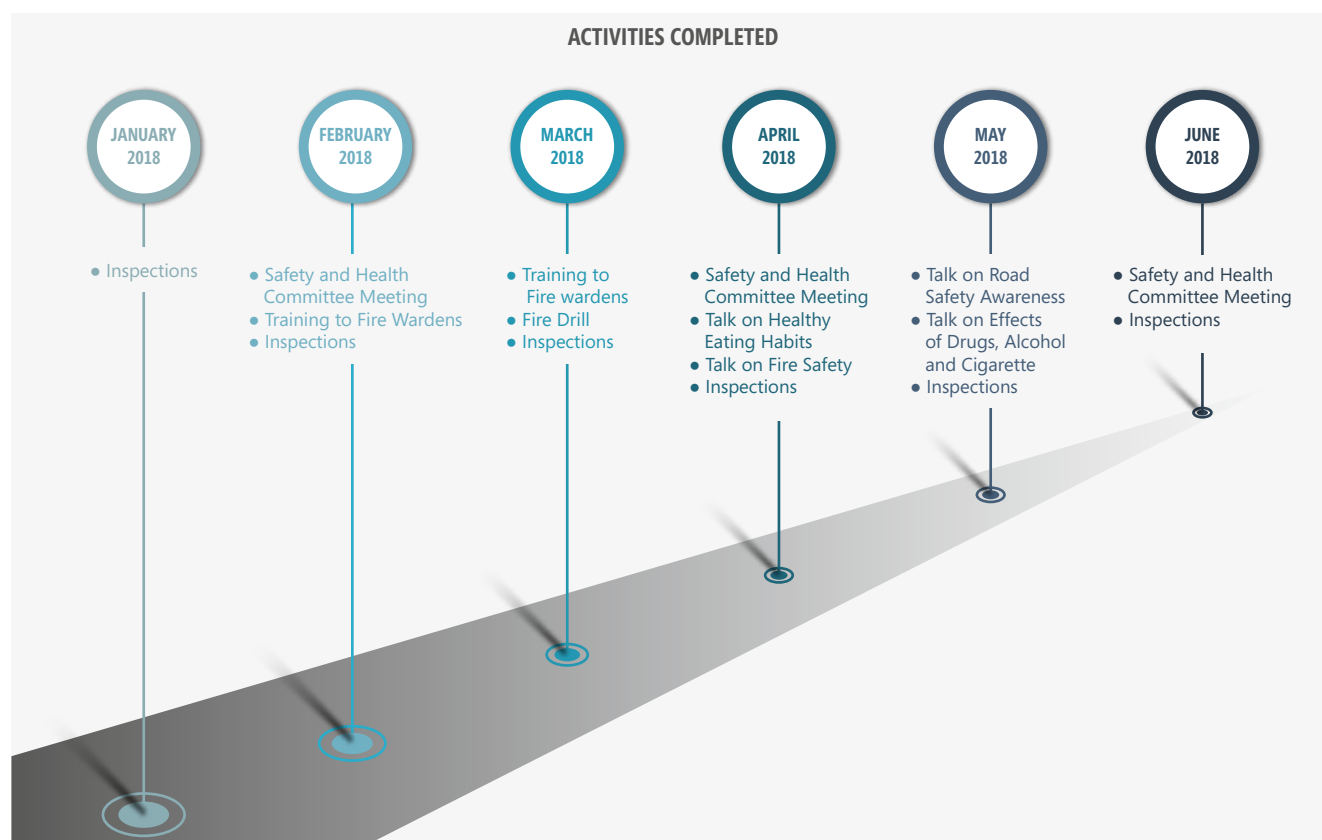 ACTIVITIES COMPLETED
JANUARY
2018
● Inspections
FEBRUARY
2018
● Safety and Health
Committee Meeting
● Training to Fire Wardens
● Inspections
MARCH
2018
● Training to
Fire wardens
● Fire Drill
● Inspections
APRIL
2018
● Safety and Health
Committee Meeting
● Talk on Healthy
Eating Habits
● Talk on Fire Safety
● Inspections
MAY
2018
● Talk on Road
Safety Awareness
● Talk on Effects
of Drugs, Alcohol
and Cigarette
● Inspections
JUNE
2018
● Safety and Health
Committee Meeting
● Inspections